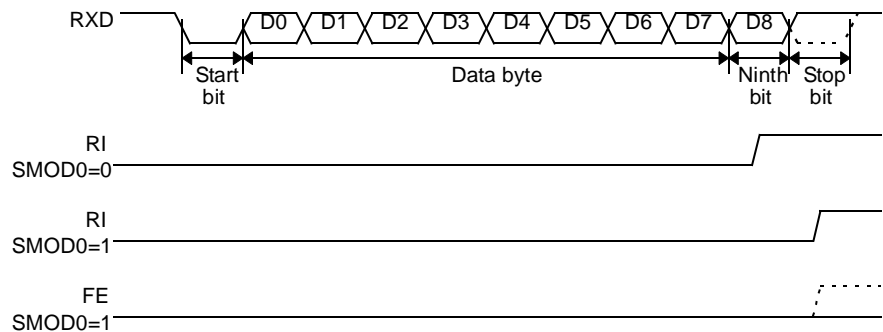 RXD D0 D1 D2 D3 D4 D5 D6 D7 D8
Start bit
Data byte
Ninth bit
Stop bit
RI
SMOD0=0
RI
SMOD0=1
FE
SMOD0=1